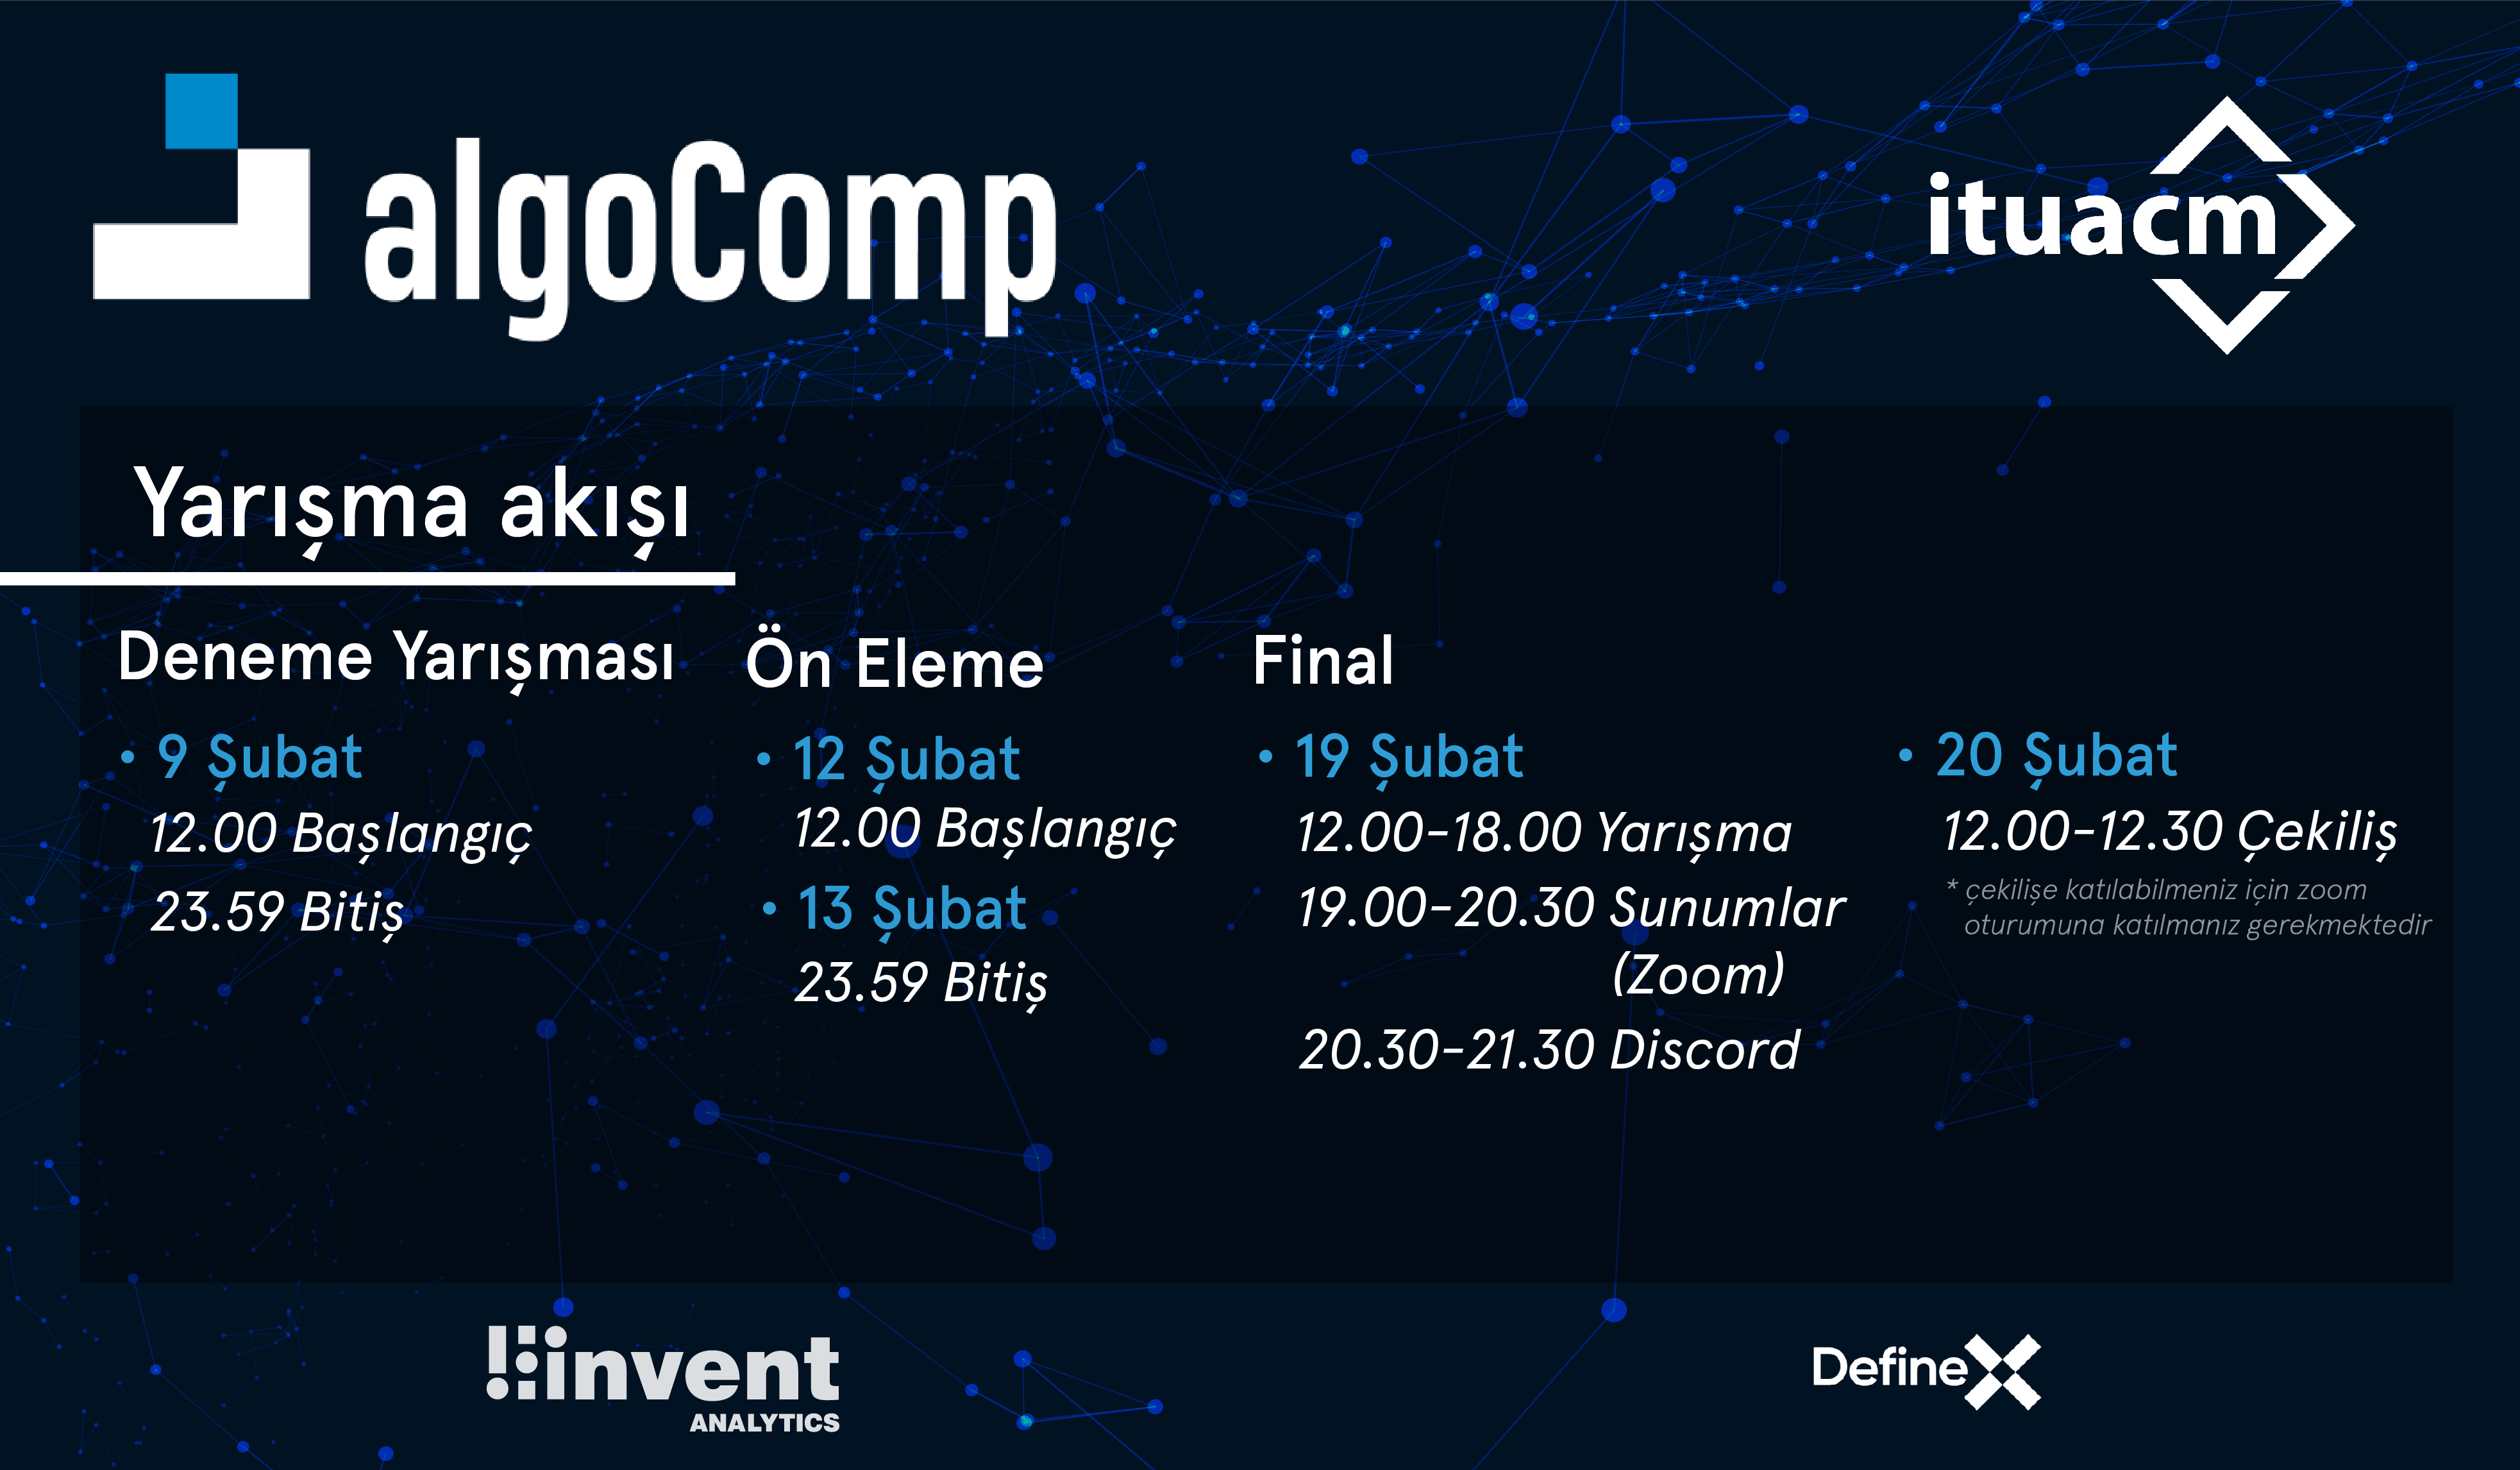 algoComp
ituacm
Yarışma akışı
Deneme Yarışması
• 9 Şubat
12.00 Başlangıç
23.59 Bitiş
Ön Eleme
• 12 Şubat
12.00 Başlangıç
• 13 Şubat
23.59 Bitiş
Final
• 19 Şubat
12.00-18.00 Yarışma
19.00-20.30 Sunumlar
(Zoom)
20.30-21.30 Discord
• 20 Şubat
12.00-12.30 Çekiliş
* çekilişe katılabilmeniz için zoom
oturumuna katılmanız gerekmektedir
invent
ANALYTICS
DefineX